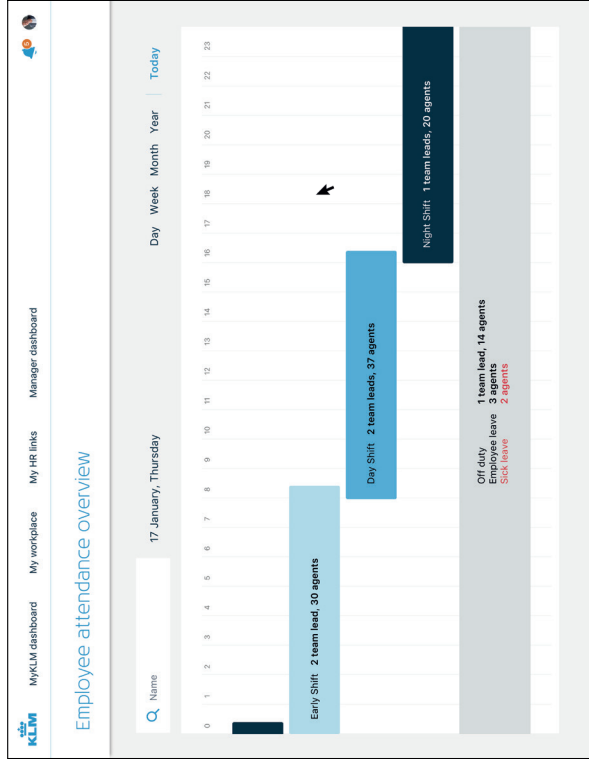 KLM
MyKLM dashboard
My workplace
My HR links
Manager dashboard
5
Employee attendance overview
Name
17 January, Thursday
Day
Week
Month
Year
Today
0 1 2 3 4 5 6 7 8 9 10 11 12 13 14 15 16 17 18 19 20 21 22 23
Early Shift 2 team lead, 30 agents
Day Shift 2 team leads, 37 agents
Night Shift 1 team leads, 20 agents
Off duty 1 team lead, 14 agents
Employee leave 3 agents
Sick leave 2 agents